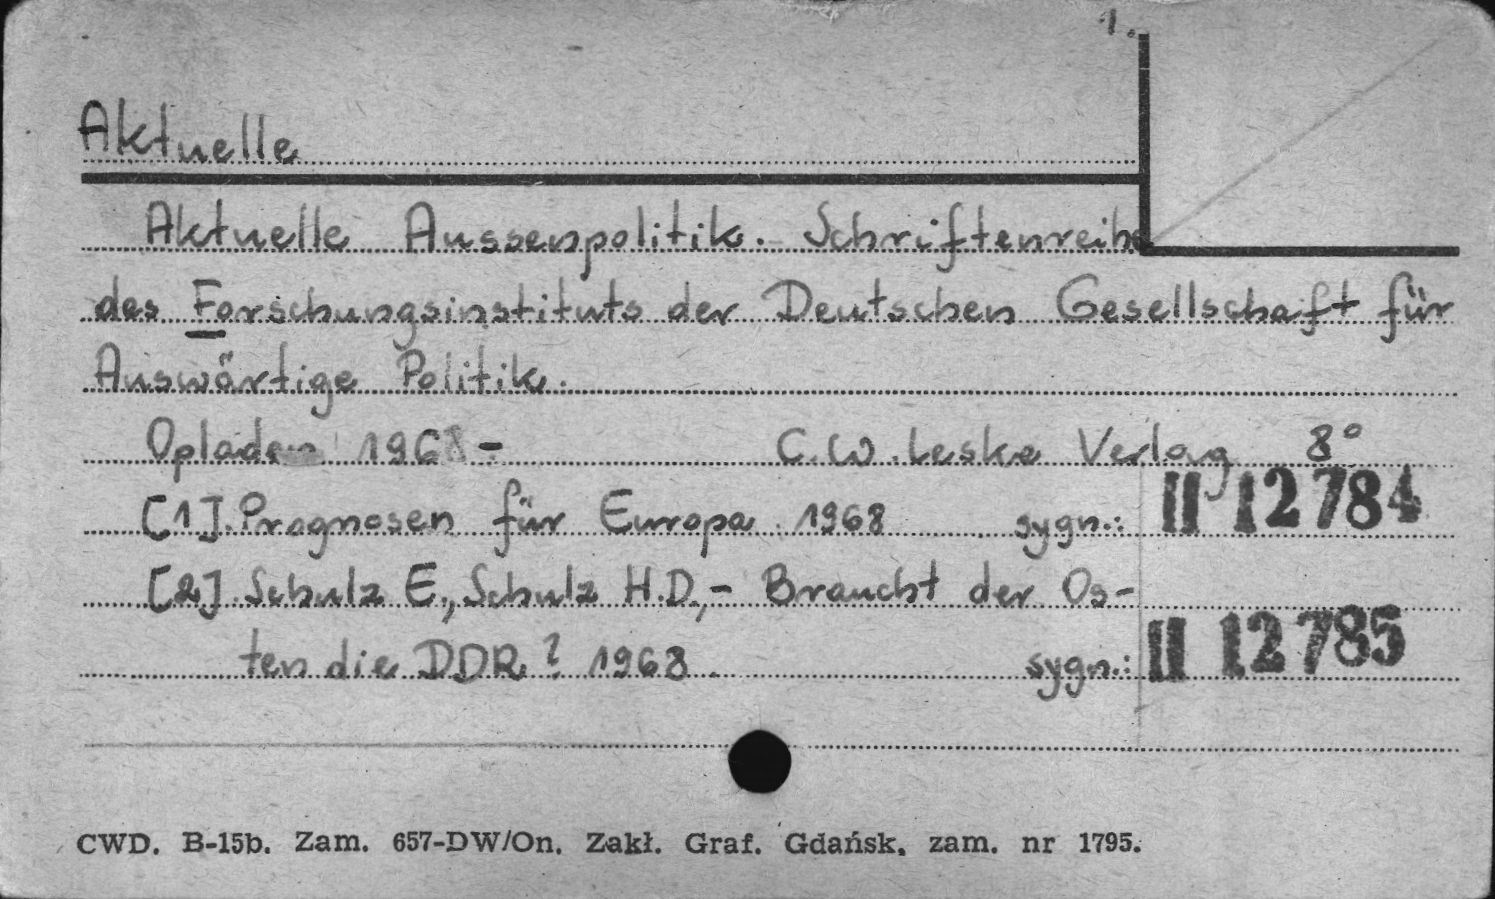 1.
Aktuelle
Aktuelle Aussenpolitik. Schriftenreihe
des Forschungsinstituts der Deutschen Gesellschaft für
Auswärtige Politik.
Opladen 1968- C.W. Leske Verlag 8°
[1]. Prognosen für Europa. 1968 sygn.: II 12784
[2]. Schulz E., Schulz H.D.,- Braucht der Os-
ten die DDR? 1968. sygn.: II 12785
CWD. B-15b. Zam. 657-DW/On. Zakł. Graf. Gdańsk, zam. nr 1795.